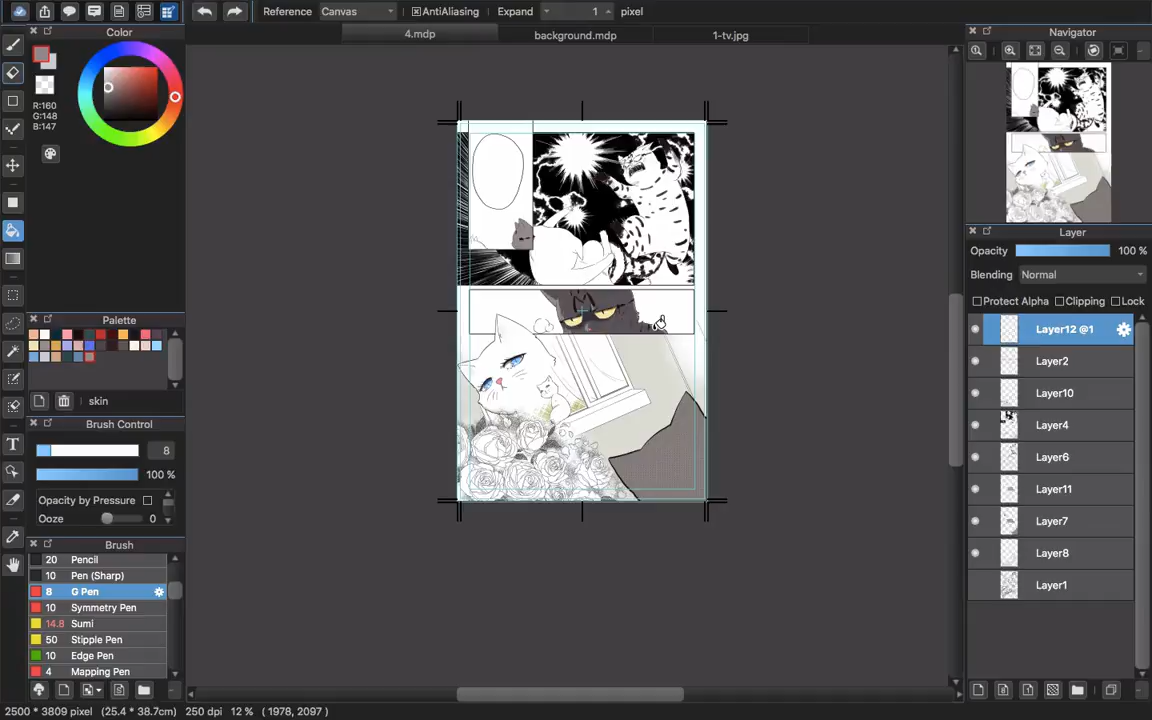 Reference Canvas AntiAliasing Expand 1 pixel
4.mdp background.mdp 1-tv.jpg
Color
R:160
G:148
B:147
Palette
skin
Brush Control
8
100 %
Opacity by Pressure
Ooze 0
Brush
20 Pencil
10 Pen (Sharp)
8 G Pen
10 Symmetry Pen
14.8 Sumi
50 Stipple Pen
10 Edge Pen
4 Mapping Pen
Navigator
Layer
Opacity 100 %
Blending Normal
Protect Alpha Clipping Lock
Layer12 @1
Layer2
Layer10
Layer4
Layer6
Layer11
Layer7
Layer8
Layer1
2500 * 3809 pixel (25.4 * 38.7cm) 250 dpi 12 % ( 1978, 2097 )